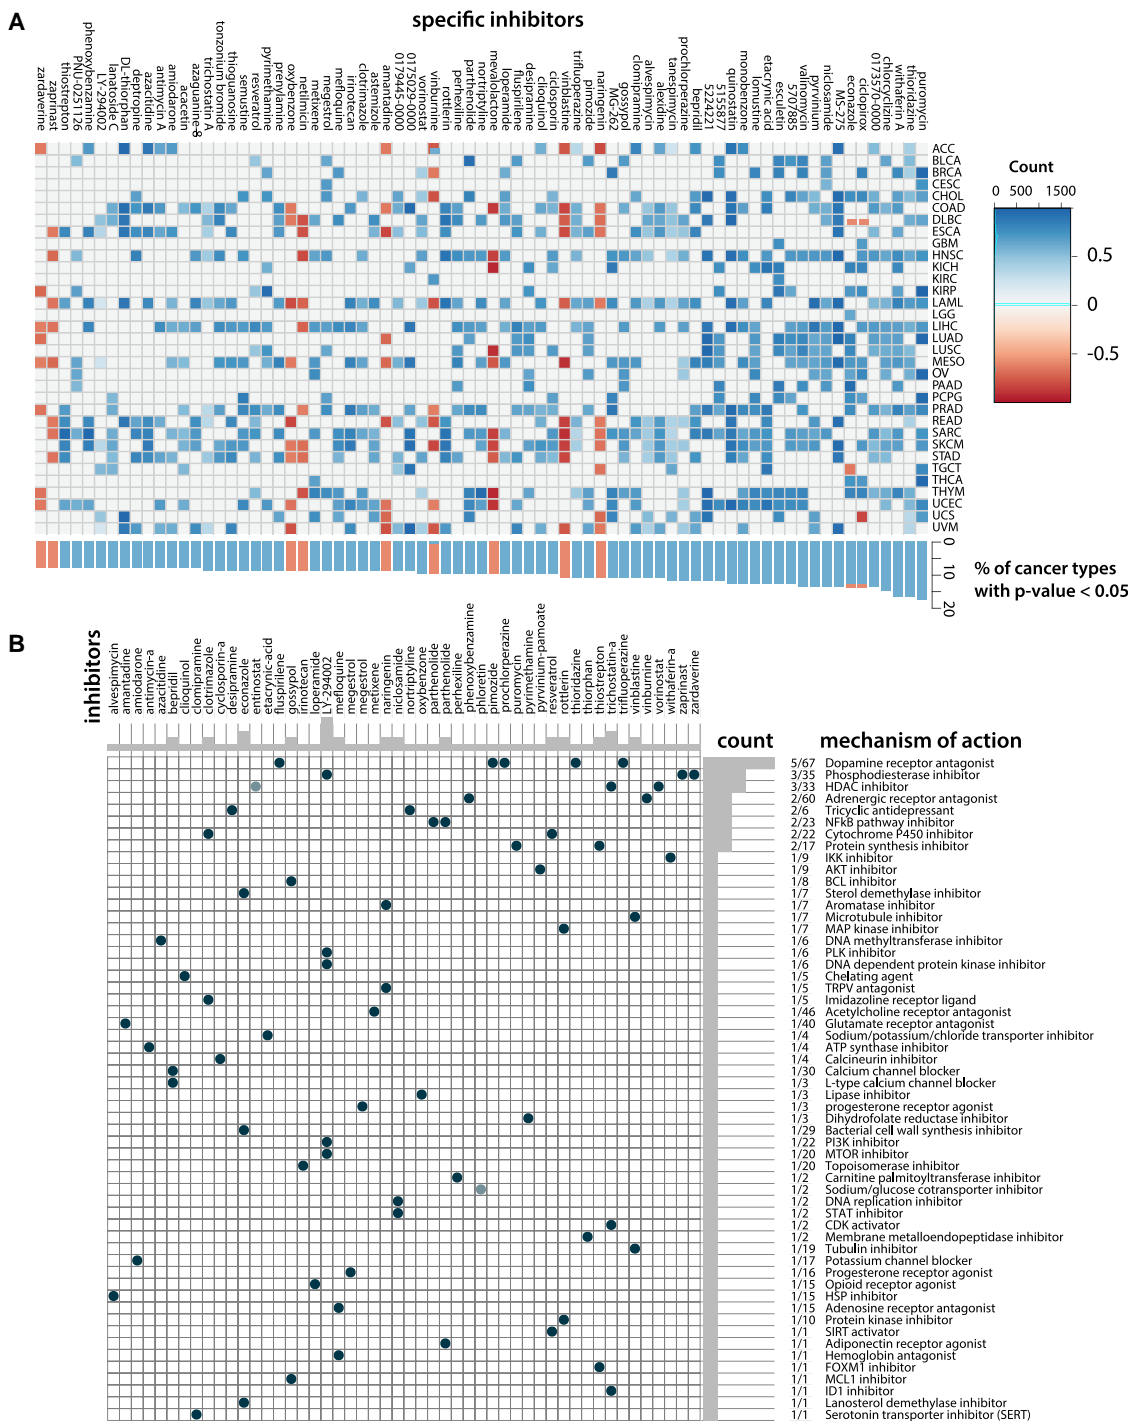 A
specific inhibitors
zardaverine
zaprinast
thiostrepton
PNU-0251126
phenoxybenzamine
LY-294002
lanatoside C
DL-thiorphan
deptropine
azacitidine
antimycin a
amiodarone
acacetin
azaguanine-8
trichostatin A
tonzonium bromide
thioguanosine
semustine
resveratrol
pyrimethamine
prenylamine
oxybenzone
netilmicin
metixene
megestrol
mefloquine
irinotecan
clotrimazole
astemizole
amantadine
0179445-0000
0175029-0000
vorinostat
vinburnine
rottlerin
perhexiline
parthenolide
nortriptyline
mevalolactone
loperamide
fluspirilene
desipramine
clioquinol
ciclosporin
vinblastine
trifluoperazine
pimozide
naringenin
MG-262
gossypol
clomipramine
alvespimycin
alexidine
tanespimycin
prochlorperazine
bepridil
5224221
5155877
quinostatin
monobenzone
lomustine
etacrynic acid
esculetin
5707885
valinomycin
pyrvinium
niclosamide
MS-275
econazole
ciclopirox
0173570-0000
chlorcyclizine
withaferin A
thioridazine
puromycin
ACC
BLCA
BRCA
CESC
CHOL
COAD
DLBC
ESCA
GBM
HNSC
KICH
KIRC
KIRP
LAML
LGG
LIHC
LUAD
LUSC
MESO
OV
PAAD
PCPG
PRAD
READ
SARC
SKCM
STAD
TGCT
THCA
THYM
UCEC
UCS
UVM
Count
0 500 1500
0.5
0
-0.5
0
10
20
% of cancer types
with p-value < 0.05
B
inhibitors
alvespimycin
amantadine
amiodarone
antimycin-a
azacitidine
bepridil
clioquinol
clomipramine
clotrimazole
cyclosporin-a
desipramine
econazole
entinostat
etacrynic-acid
fluspirilene
gossypol
irinotecan
loperamide
LY-294002
mefloquine
megestrol
megestrol
metixene
naringenin
niclosamide
nortriptyline
oxybenzone
parthenolide
parthenolide
perhexiline
phenoxybenzamine
phloretin
pimozide
prochlorperazine
puromycin
pyrimethamine
pyrvinium-pamoate
resveratrol
rottlerin
thioridazine
thiorphan
thiostrepton
trichostatin-a
trifluoperazine
vinblastine
vinburnine
vorinostat
withaferin-a
zaprinast
zardaverine
count mechanism of action
5/67 Dopamine receptor antagonist
3/35 Phosphodiesterase inhibitor
3/33 HDAC inhibitor
2/60 Adrenergic receptor antagonist
2/6 Tricyclic antidepressant
2/23 NFkB pathway inhibitor
2/22 Cytochrome P450 inhibitor
2/17 Protein synthesis inhibitor
1/9 IKK inhibitor
1/9 AKT inhibitor
1/8 BCL inhibitor
1/7 Sterol demethylase inhibitor
1/7 Aromatase inhibitor
1/7 Microtubule inhibitor
1/7 MAP kinase inhibitor
1/6 DNA methyltransferase inhibitor
1/6 PLK inhibitor
1/6 DNA dependent protein kinase inhibitor
1/5 Chelating agent
1/5 TRPV antagonist
1/5 Imidazoline receptor ligand
1/46 Acetylcholine receptor antagonist
1/40 Glutamate receptor antagonist
1/4 Sodium/potassium/chloride transporter inhibitor
1/4 ATP synthase inhibitor
1/4 Calcineurin inhibitor
1/30 Calcium channel blocker
1/3 L-type calcium channel blocker
1/3 Lipase inhibitor
1/3 progesterone receptor agonist
1/3 Dihydrofolate reductase inhibitor
1/29 Bacterial cell wall synthesis inhibitor
1/22 PI3K inhibitor
1/20 MTOR inhibitor
1/20 Topoisomerase inhibitor
1/2 Carnitine palmitoyltransferase inhibitor
1/2 Sodium/glucose cotransporter inhibitor
1/2 DNA replication inhibitor
1/2 STAT inhibitor
1/2 CDK activator
1/2 Membrane metalloendopeptidase inhibitor
1/19 Tubulin inhibitor
1/17 Potassium channel blocker
1/16 Progesterone receptor agonist
1/15 Opioid receptor agonist
1/15 HSP inhibitor
1/15 Adenosine receptor antagonist
1/10 Protein kinase inhibitor
1/1 SIRT activator
1/1 Adiponectin receptor agonist
1/1 Hemoglobin antagonist
1/1 FOXM1 inhibitor
1/1 MCL1 inhibitor
1/1 ID1 inhibitor
1/1 Lanosterol demethylase inhibitor
1/1 Serotonin transporter inhibitor (SERT)